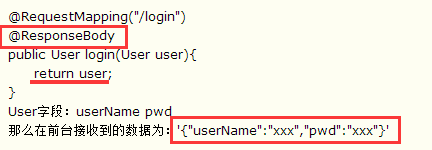 @RequestMapping("/login")
@ResponseBody
public User login(User user){
return user;
}
User字段：userName pwd
那么在前台接收到的数据为：'{"userName":"xxx","pwd":"xxx"}'